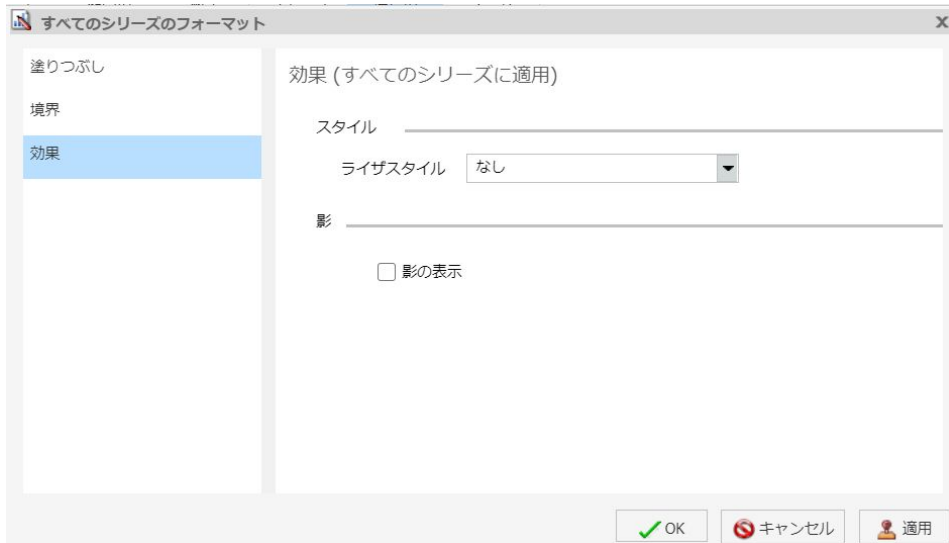 すべてのシリーズのフォーマット
X
塗りつぶし
境界
効果
効果 (すべてのシリーズに適用)
スタイル
ライザスタイル なし
影
影の表示
OK キャンセル 適用